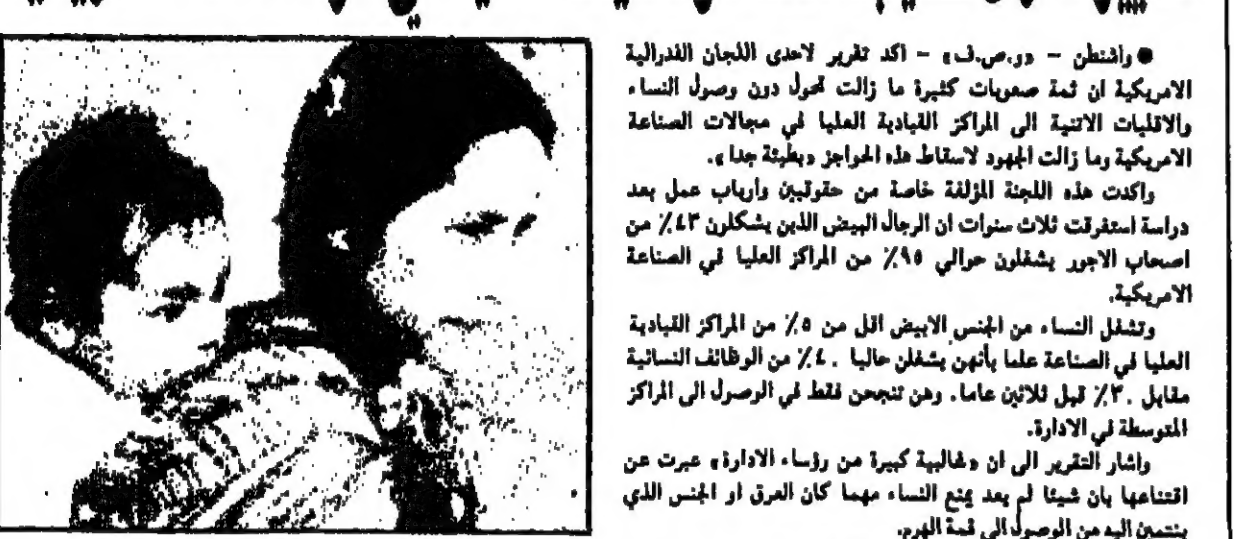 ● واشنطن - «ر.ص.ف» - اكد تقرير لاحدى اللجان الفدرالية
الامريكية ان ثمة صعوبات كثيرة ما زالت تحول دون وصول النساء
والاقليات الاثنية الى المراكز القيادية العليا في مجالات الصناعة
الامريكية وما زالت الجهود لاسقاط هذه الحواجز «بطيئة جدا».
واكدت هذه اللجنة المؤلفة خاصة من حقوقيين وأرباب عمل بعد
دراسة استغرقت ثلاث سنوات ان الرجال البيض الذين يشكلون ٤٣٪ من
اصحاب الاجور يشغلون حوالي ٩٥٪ من المراكز العليا في الصناعة
الامريكية.
وتشغل النساء من الجنس الابيض اقل من ٥٪ من المراكز القيادية
العليا في الصناعة علما بأنهن يشغلن حاليا ٤٠٪ من الوظائف النسائية
مقابل ٣٠٪ قبل ثلاثين عاما. وهن تنجحن فقط في الوصول الى المراكز
المتوسطة في الادارة.
واشار التقرير الى ان «غالبية كبيرة من رؤساء الادارة» عبرت عن
اقتناعها بان شيئا لم يعد يمنع النساء مهما كان العرق او الجنس الذي
ينتمين اليه من الوصول الى قمة الهرم.